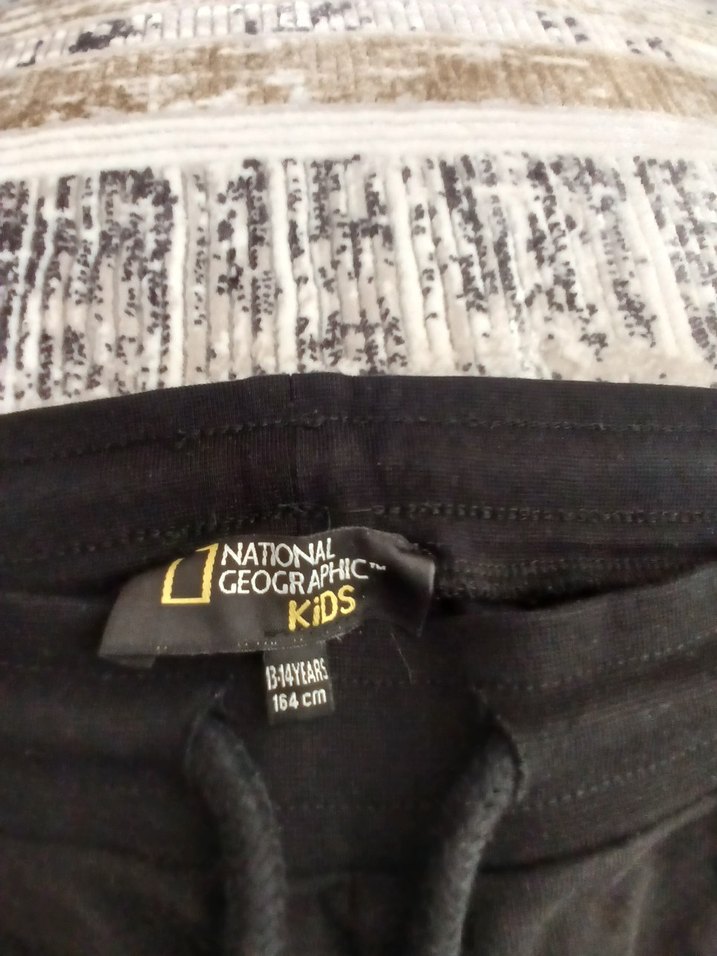 NATIONAL
GEOGRAPHIC™
KiDS
13-14YEARS
164 cm